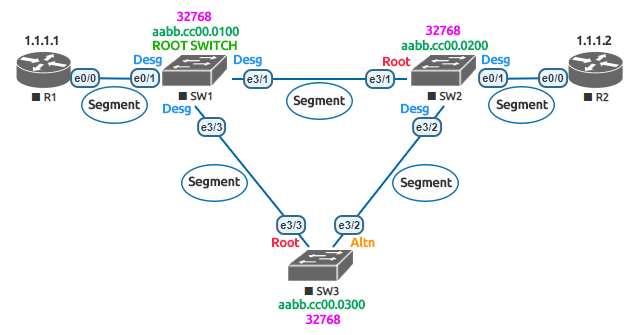 32768
aabb.cc00.0100
ROOT SWITCH
32768
aabb.cc00.0200
1.1.1.1
1.1.1.2
Desg
Desg
Root
Desg
e0/0
e0/1
e3/1
e3/1
e0/1
e0/0
R1
SW1
SW2
R2
Segment
Segment
Segment
Desg
Desg
e3/3
e3/2
Segment
Segment
e3/3
e3/2
Root
Altn
SW3
aabb.cc00.0300
32768